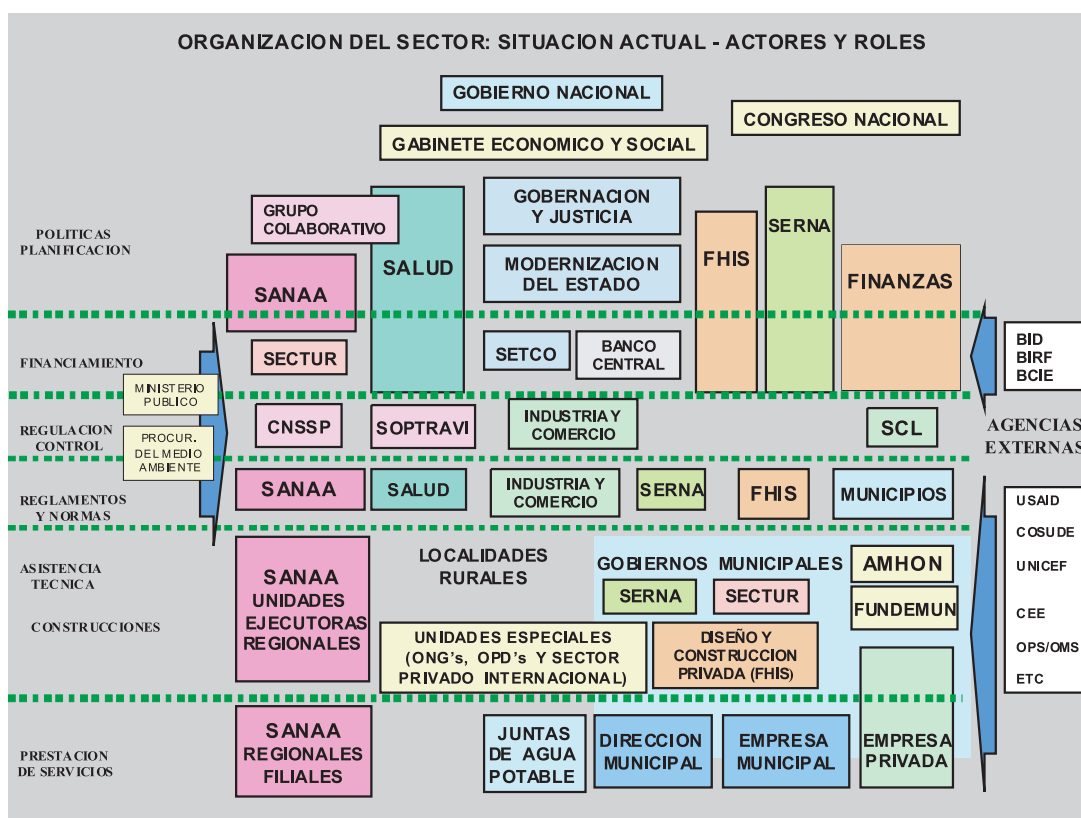 ORGANIZACION DEL SECTOR: SITUACION ACTUAL - ACTORES Y ROLES
GOBIERNO NACIONAL
CONGRESO NACIONAL
GABINETE ECONOMICO Y SOCIAL
POLITICAS
PLANIFICACION
GRUPO
COLABORATIVO
SANAA
SALUD
GOBERNACION
Y JUSTICIA
MODERNIZACION
DEL ESTADO
FHIS
SERNA
FINANZAS
FINANCIAMIENTO
SECTUR
SETCO
BANCO
CENTRAL
BID
BIRF
BCIE
MINISTERIO
PUBLICO
REGULACION
CONTROL
PROCUR.
DEL MEDIO
AMBIENTE
CNSSP
SOPTRAVI
INDUSTRIA Y
COMERCIO
SCL
AGENCIAS
EXTERNAS
REGLAMENTOS
Y NORMAS
SANAA
SALUD
INDUSTRIA Y
COMERCIO
SERNA
FHIS
MUNICIPIOS
USAID
COSUDE
UNICEF
CEE
OPS/OMS
ETC
ASISTENCIA
TECNICA
CONSTRUCCIONES
SANAA
UNIDADES
EJECUTORAS
REGIONALES
LOCALIDADES
RURALES
GOBIERNOS MUNICIPALES
AMHON
SERNA
SECTUR
FUNDEMUN
UNIDADES ESPECIALES
(ONG's, OPD's Y SECTOR
PRIVADO INTERNACIONAL)
DISEÑO Y
CONSTRUCCION
PRIVADA (FHIS)
PRESTACION
DE SERVICIOS
SANAA
REGIONALES
FILIALES
JUNTAS
DE AGUA
POTABLE
DIRECCION
MUNICIPAL
EMPRESA
MUNICIPAL
EMPRESA
PRIVADA